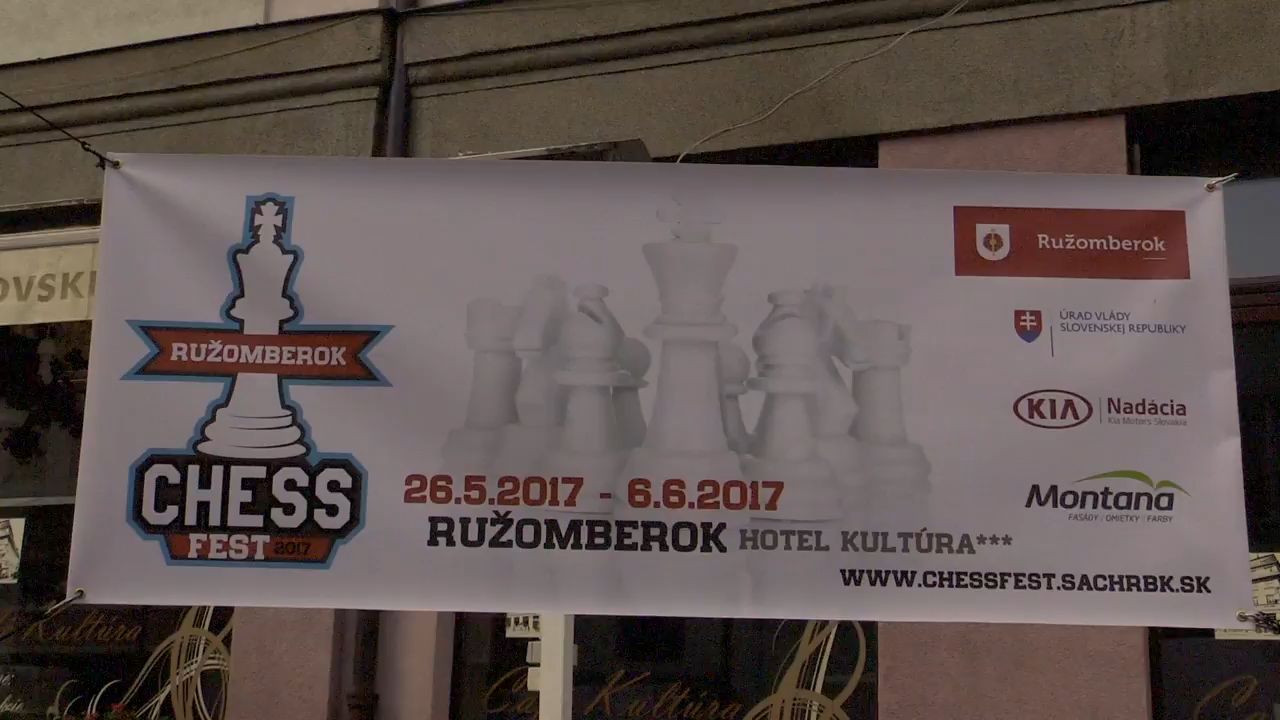 RUŽOMBEROK
CHESS
FEST 2017
26.5.2017 - 6.6.2017
RUŽOMBEROK HOTEL KULTÚRA***
WWW.CHESSFEST.SACHRBK.SK
Ružomberok
ÚRAD VLÁDY
SLOVENSKEJ REPUBLIKY
KIA Nadácia
Kia Motors Slovakia
Montana
FASÁDY / OMIETKY / FARBY
OVSKI
Kultúra
Kultúra